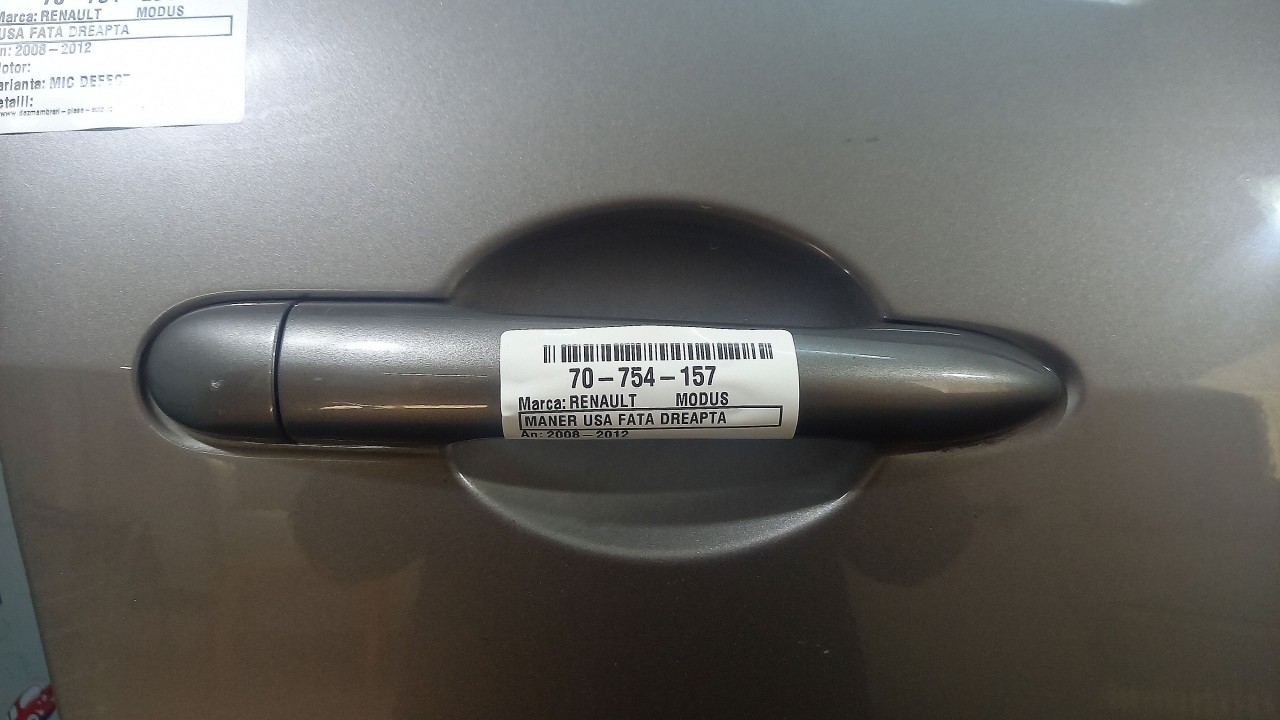 Marca: RENAULT MODUS
USA FATA DREAPTA
An: 2008-2012
Motor:
Varianta: MIC DEFECT
Detalii:
70-754-157
Marca: RENAULT MODUS
MANER USA FATA DREAPTA
An: 2008-2012